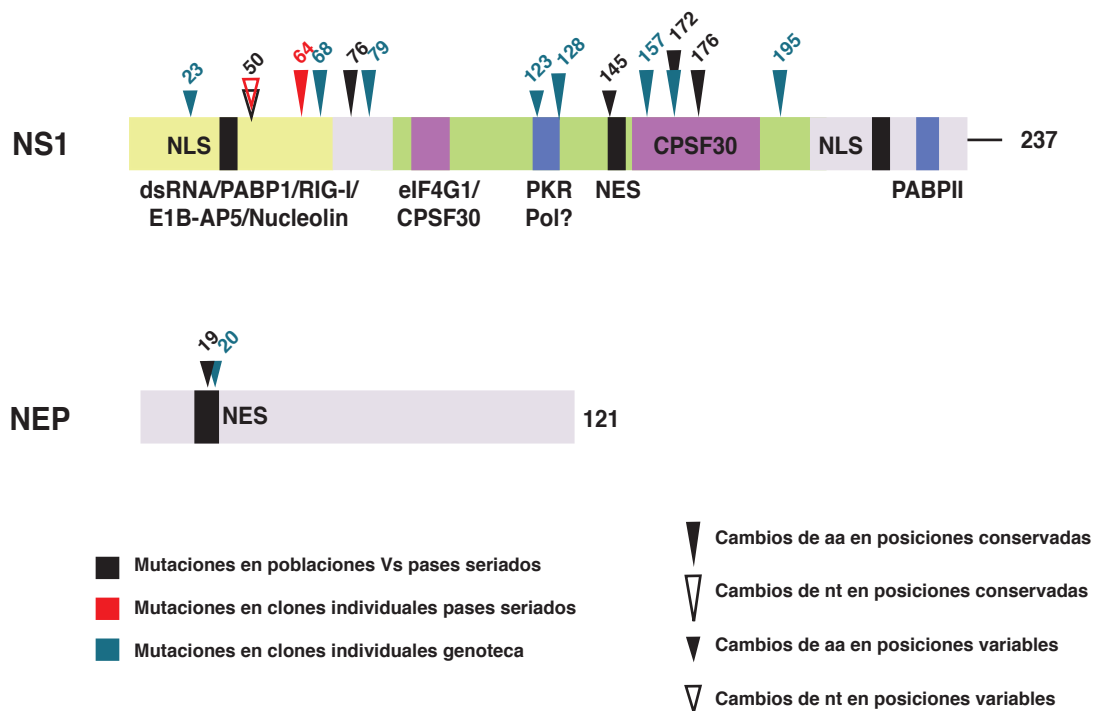 23
50
64
68
76
79
123
128
145
157
172
176
195
NS1
NLS
CPSF30
NLS
237
dsRNA/PABP1/RIG-I/
E1B-AP5/Nucleolin
eIF4G1/
CPSF30
PKR
Pol?
NES
PABPII
19
20
NEP
NES
121
Mutaciones en poblaciones Vs pases seriados
Mutaciones en clones individuales pases seriados
Mutaciones en clones individuales genoteca
Cambios de aa en posiciones conservadas
Cambios de nt en posiciones conservadas
Cambios de aa en posiciones variables
Cambios de nt en posiciones variables